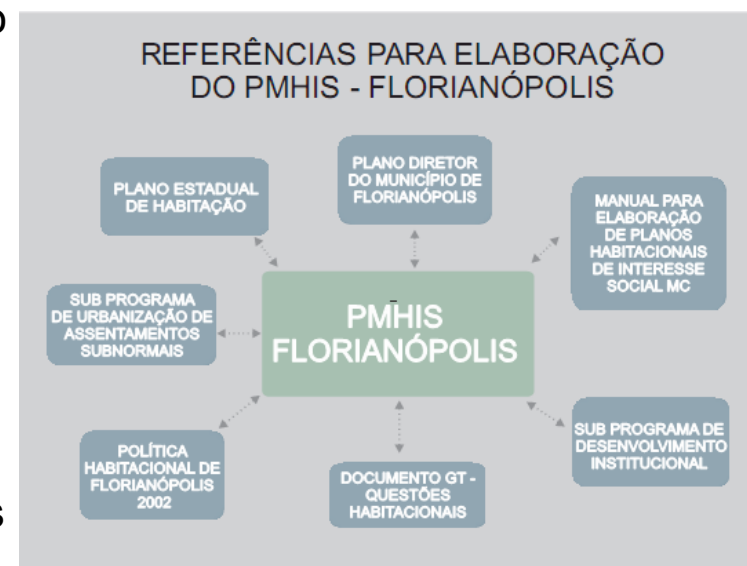 REFERÊNCIAS PARA ELABORAÇÃO
DO PMHIS - FLORIANÓPOLIS
PLANO ESTADUAL
DE HABITAÇÃO
PLANO DIRETOR
DO MUNICÍPIO DE
FLORIANÓPOLIS
MANUAL PARA
ELABORAÇÃO
DE PLANOS
HABITACIONAIS
DE INTERESSE
SOCIAL MC
SUB PROGRAMA
DE URBANIZAÇÃO DE
ASSENTAMENTOS
SUBNORMAIS
PMHIS
FLORIANÓPOLIS
POLÍTICA
HABITACIONAL DE
FLORIANÓPOLIS
2002
DOCUMENTO GT -
QUESTÕES
HABITACIONAIS
SUB PROGRAMA DE
DESENVOLVIMENTO
INSTITUCIONAL